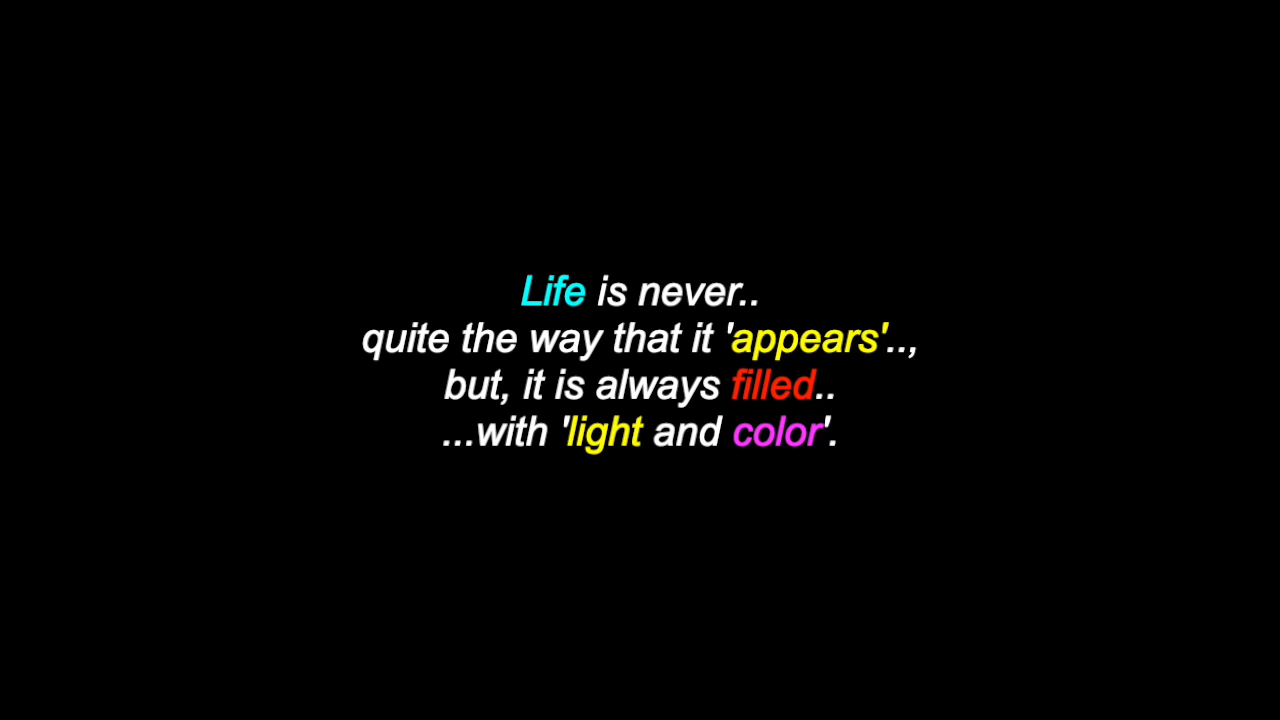 Life is never..
quite the way that it 'appears'..,
but, it is always filled..
...with 'light and color'.